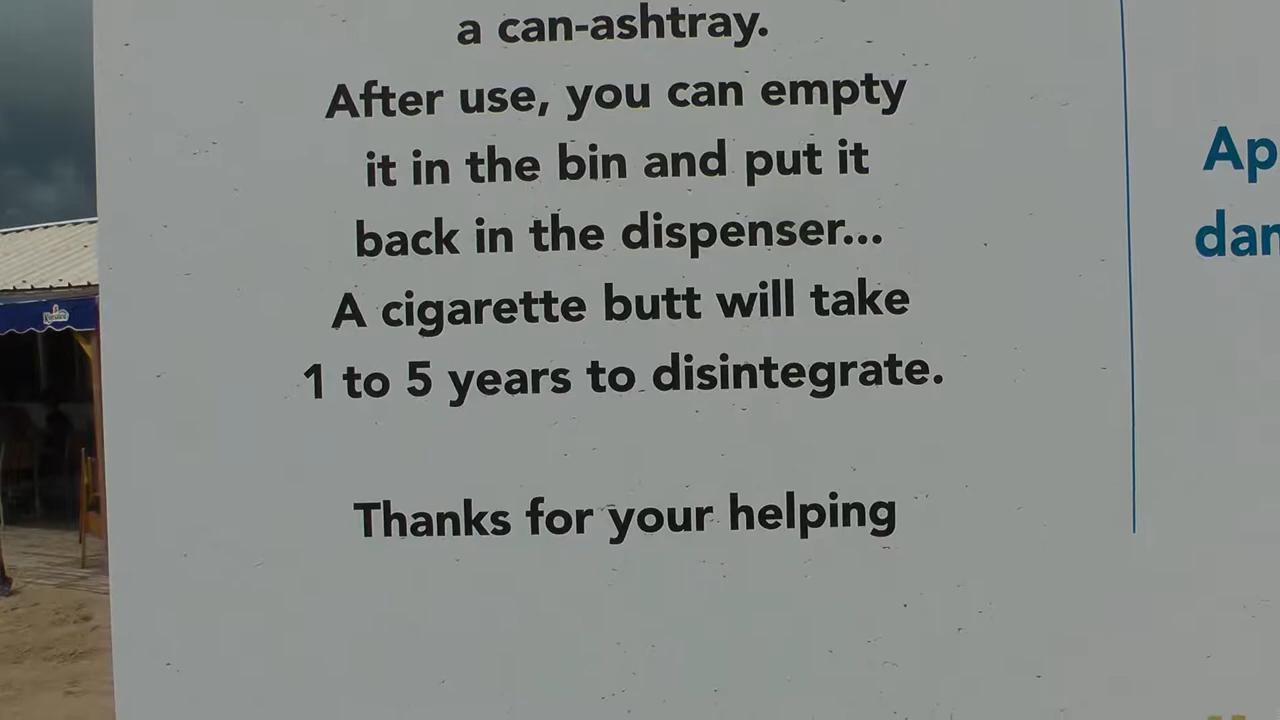 a can-ashtray.
After use, you can empty
it in the bin and put it
back in the dispenser...
A cigarette butt will take
1 to 5 years to disintegrate.
Thanks for your helping
Ap
dan